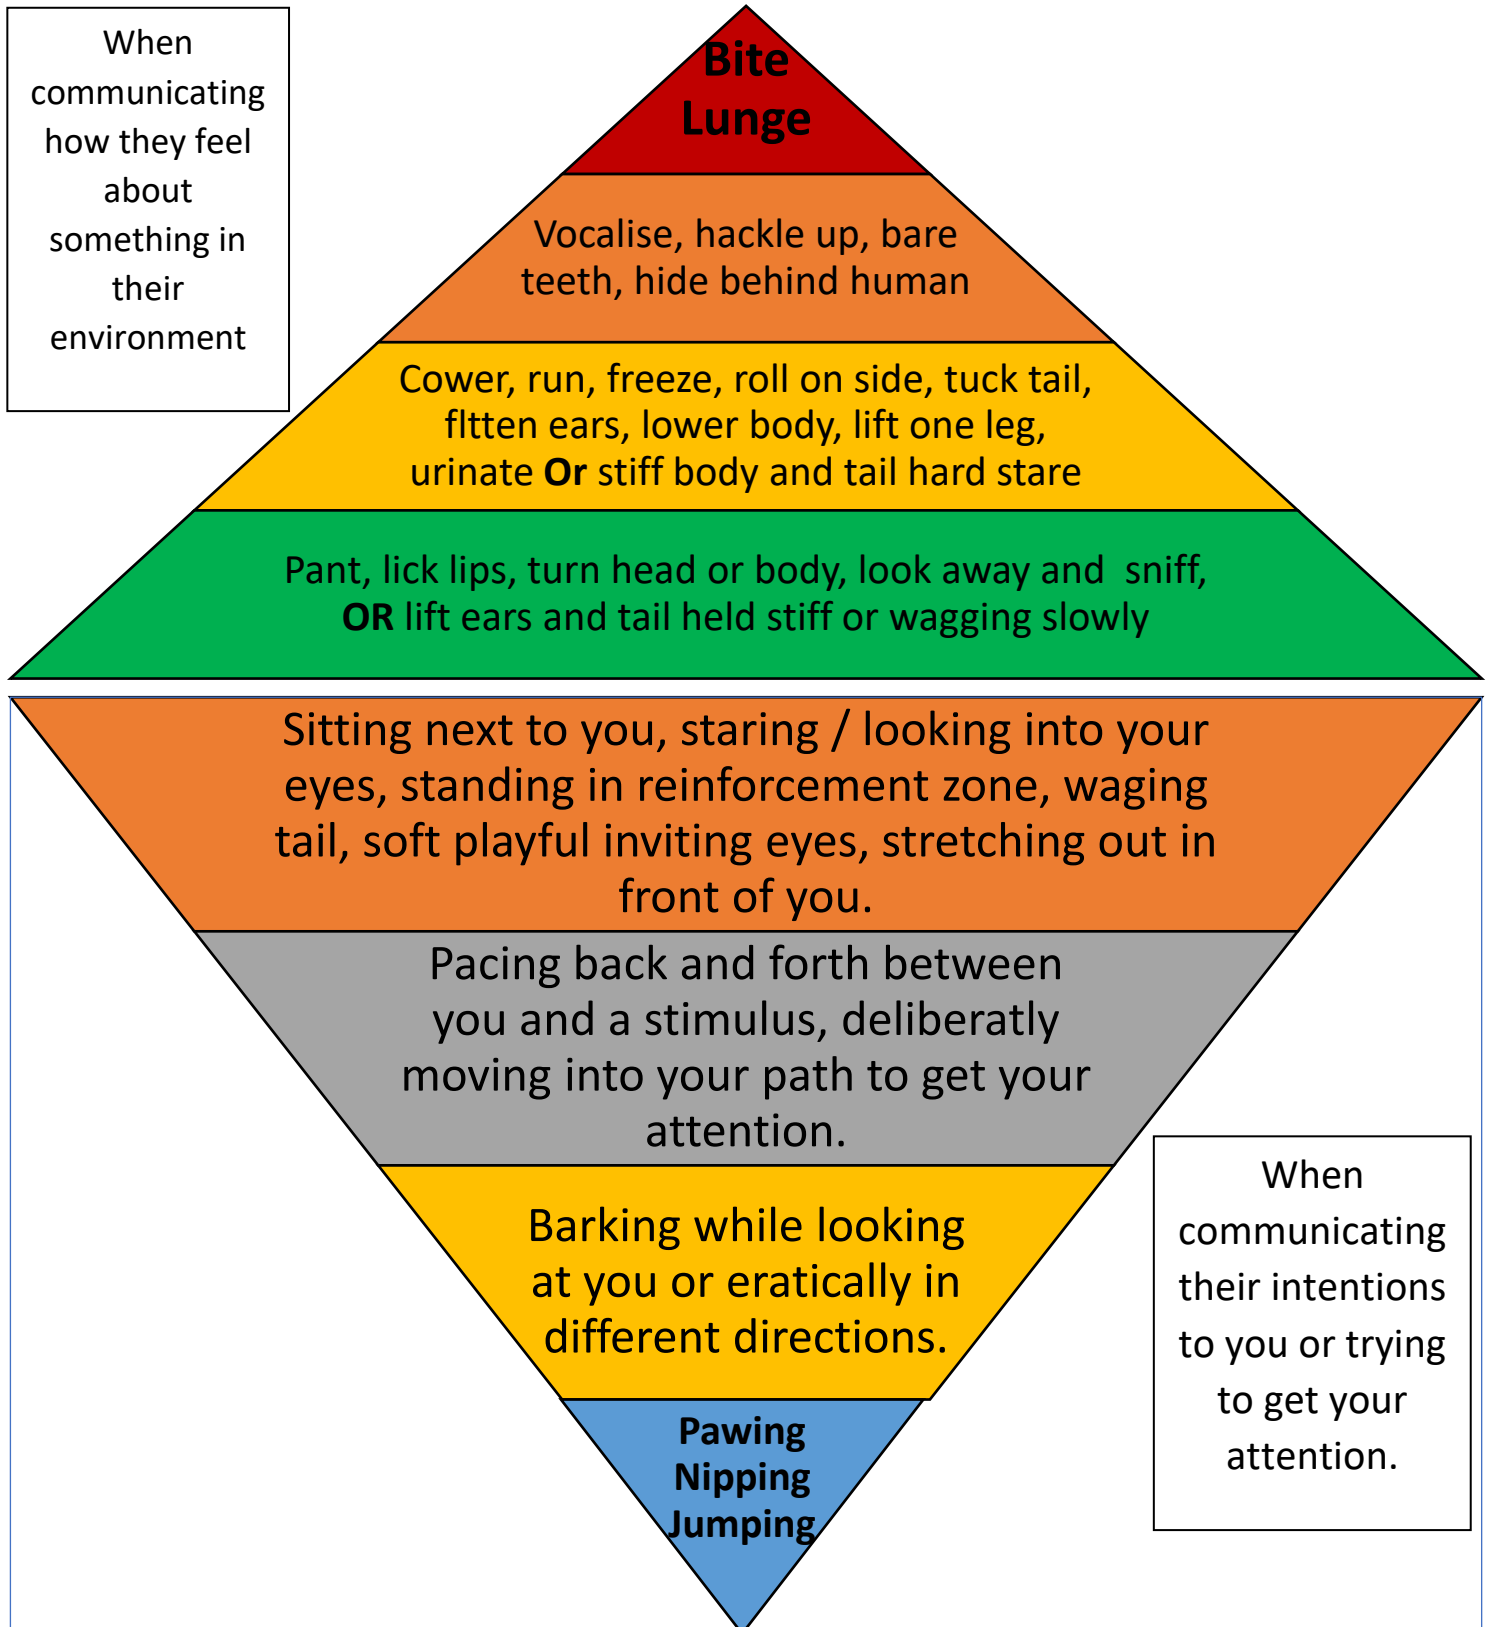 When
communicating
how they feel
about
something in
their
environment
Bite
Lunge
Vocalise, hackle up, bare
teeth, hide behind human
Cower, run, freeze, roll on side, tuck tail,
fltten ears, lower body, lift one leg,
urinate Or stiff body and tail hard stare
Pant, lick lips, turn head or body, look away and  sniff,
OR lift ears and tail held stiff or wagging slowly
Sitting next to you, staring / looking into your
eyes, standing in reinforcement zone, waging
tail, soft playful inviting eyes, stretching out in
front of you.
Pacing back and forth between
you and a stimulus, deliberatly
moving into your path to get your
attention.
Barking while looking
at you or eratically in
different directions.
Pawing
Nipping
Jumping
When
communicating
their intentions
to you or trying
to get your
attention.